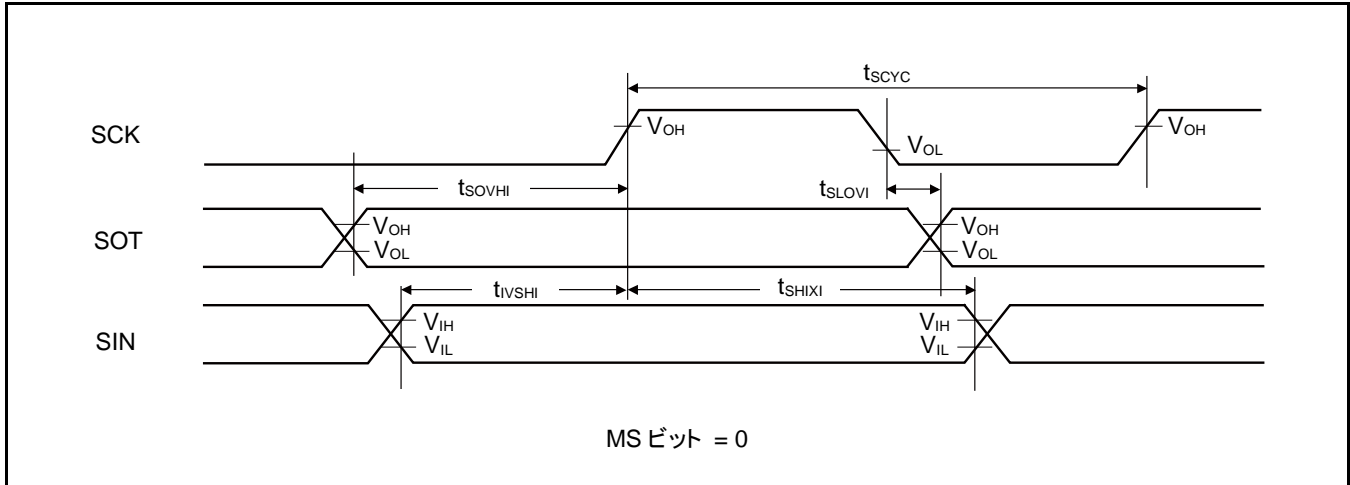 tSCYC
SCK
VOH
VOL
VOH
tSOVHI
tSLOVI
SOT
VOH
VOL
VOH
VOL
tIVSHI
tSHIXI
SIN
VIH
VIL
VIH
VIL
MS ビット = 0